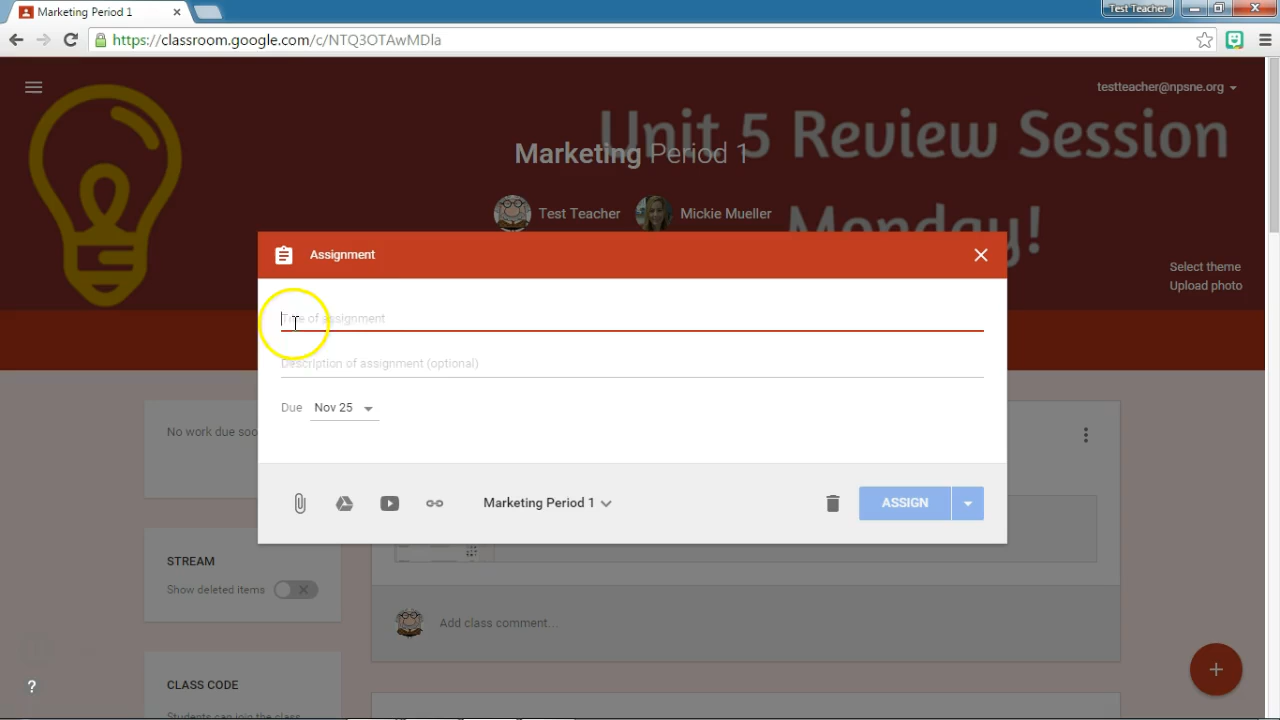 Marketing Period 1
Test Teacher
https://classroom.google.com/c/NTQ3OTAwMDla
testteacher@npsne.org
Unit 5 Review Session
Monday!
Marketing Period 1
Test Teacher
Mickie Mueller
Select theme
Upload photo
Assignment
Title of assignment
Description of assignment (optional)
Due Nov 25
No work due soo
Marketing Period 1
ASSIGN
STREAM
Show deleted items
Add class comment...
CLASS CODE
Students can join the class
?
+